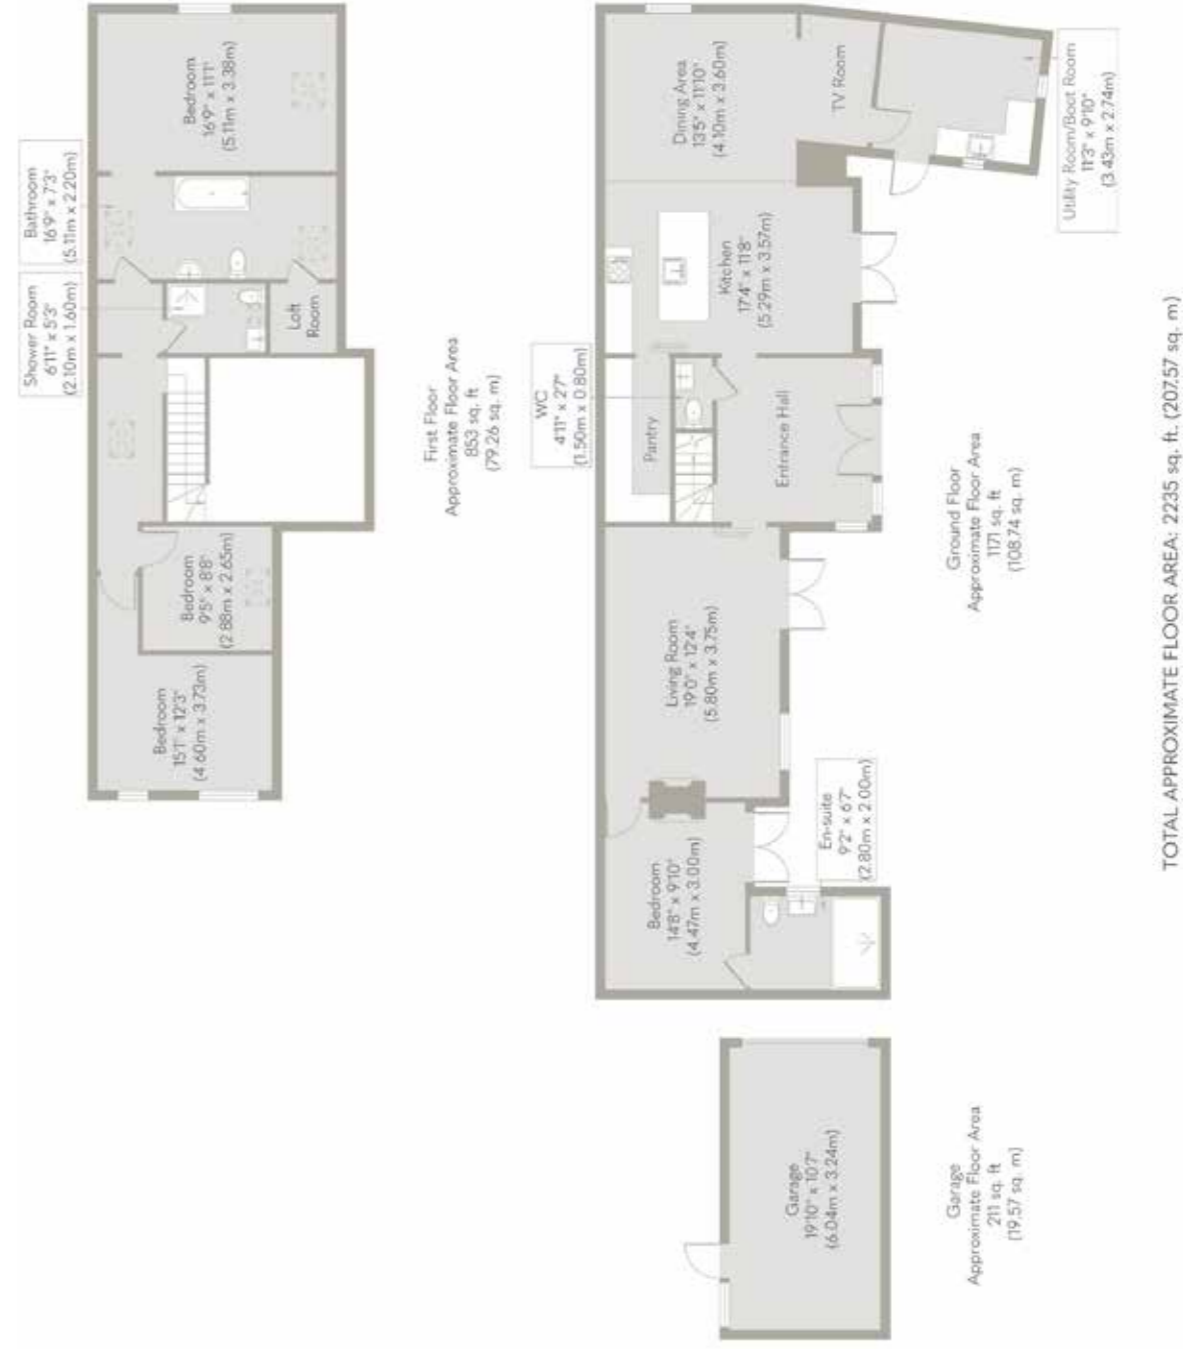 Garage
19'10" x 10'7"
(6.04m x 3.24m)
Garage
Approximate Floor Area
211 sq. ft
(19.57 sq. m)
Bedroom
14'8" x 9'10"
(4.47m x 3.00m)
En-suite
9'2" x 6'7"
(2.80m x 2.00m)
Living Room
19'0" x 12'4"
(5.80m x 3.75m)
Pantry
WC
4'11" x 2'7"
(1.50m x 0.80m)
Entrance Hall
Kitchen
17'4" x 11'8"
(5.29m x 3.57m)
Dining Area
13'5" x 11'10"
(4.10m x 3.60m)
TV Room
Utility Room/Boot Room
11'3" x 9'10"
(3.43m x 2.74m)
Ground Floor
Approximate Floor Area
1171 sq. ft
(108.74 sq. m)
Bedroom
15'1" x 12'3"
(4.60m x 3.73m)
Bedroom
9'5" x 8'8"
(2.88m x 2.65m)
Shower Room
6'11" x 5'3"
(2.10m x 1.60m)
Bathroom
16'9" x 7'3"
(5.11m x 2.20m)
Loft
Room
Bedroom
16'9" x 11'1"
(5.11m x 3.38m)
First Floor
Approximate Floor Area
853 sq. ft
(79.26 sq. m)
TOTAL APPROXIMATE FLOOR AREA: 2235 sq. ft. (207.57 sq. m)